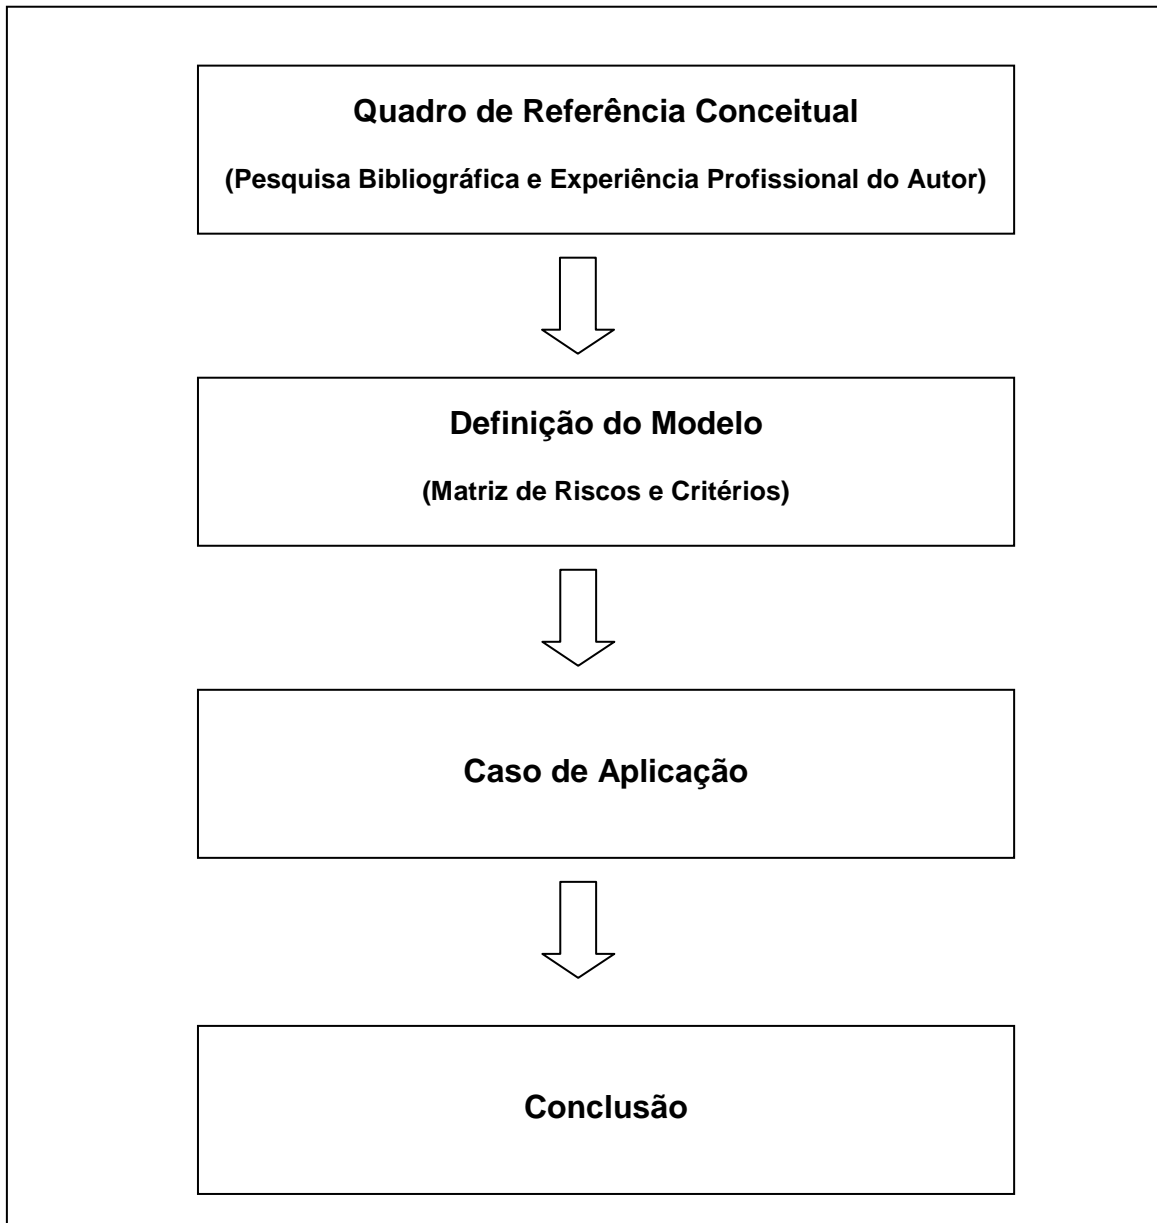 Quadro de Referência Conceitual
(Pesquisa Bibliográfica e Experiência Profissional do Autor)
Definição do Modelo
(Matriz de Riscos e Critérios)
Caso de Aplicação
Conclusão